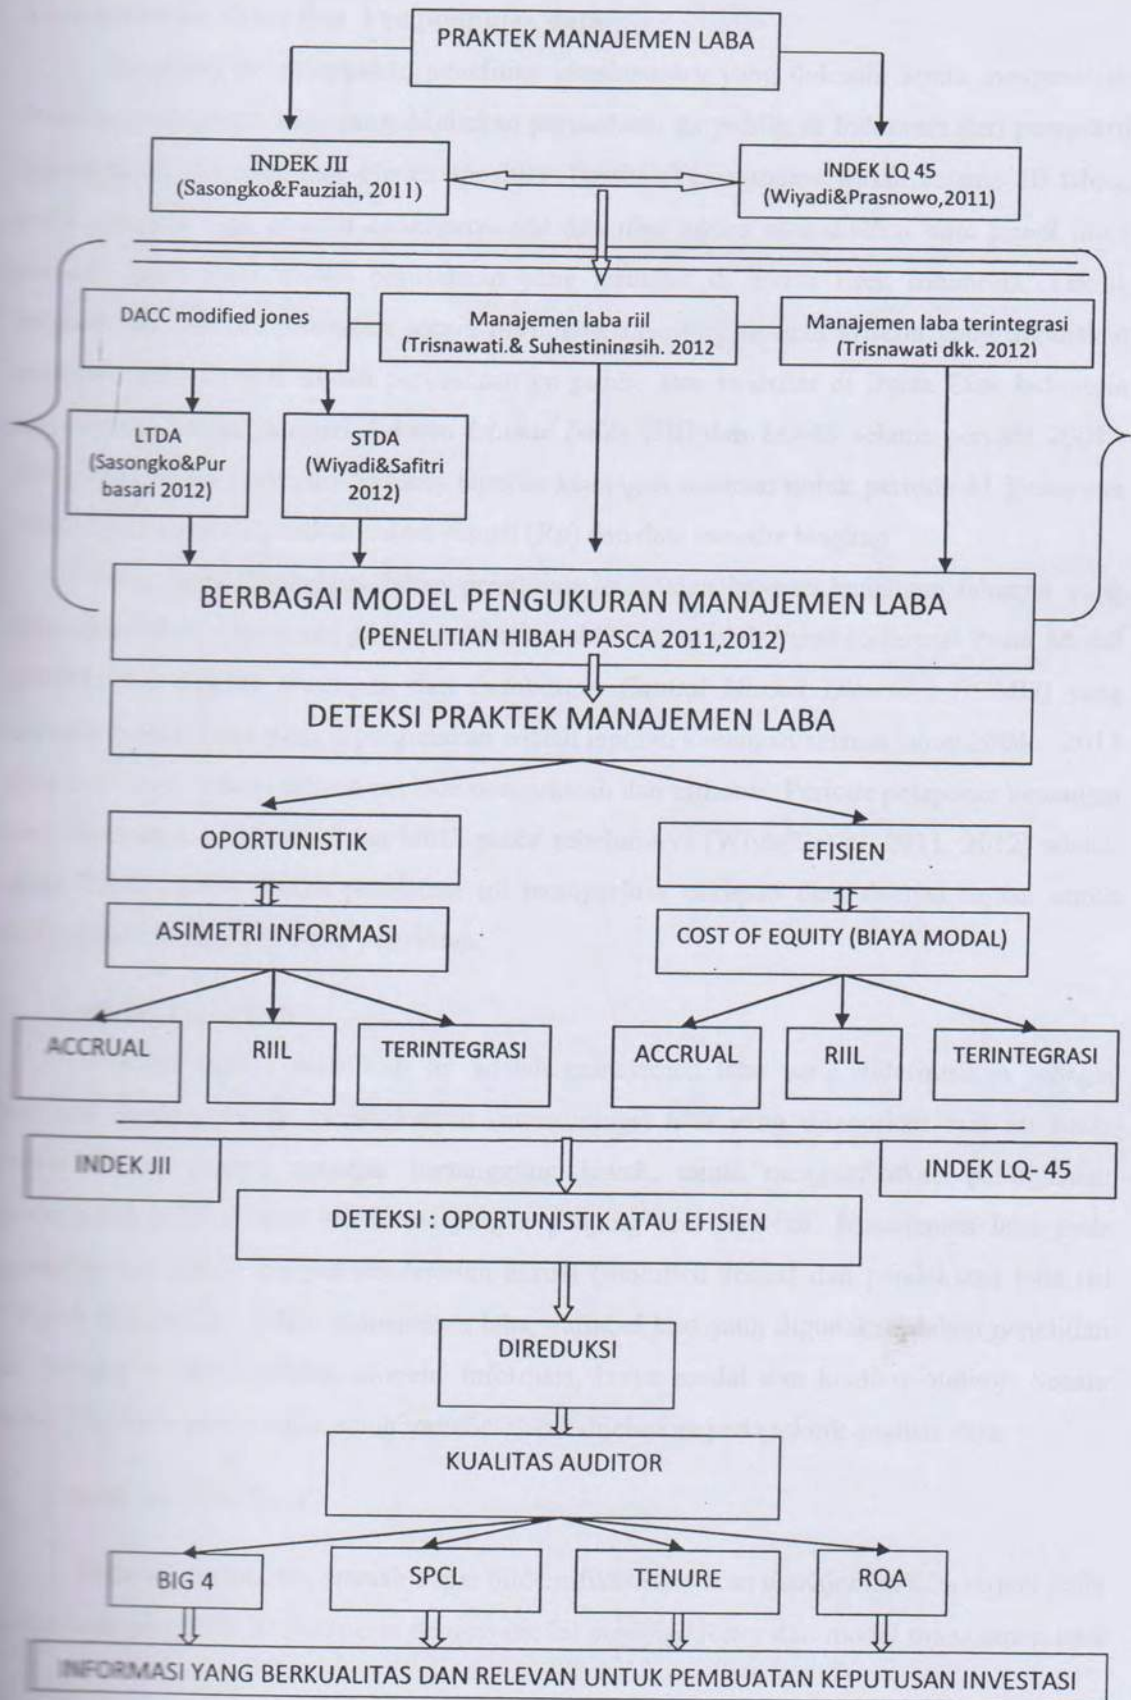 PRAKTEK MANAJEMEN LABA
INDEK JII
(Sasongko&Fauziah, 2011)
INDEK LQ 45
(Wiyadi&Prasnowo,2011)
DACC modified jones
Manajemen laba riil
(Trisnawati.& Suhestiningsih. 2012
Manajemen laba terintegrasi
(Trisnawati dkk. 2012)
LTDA
(Sasongko&Pur
basari 2012)
STDA
(Wiyadi&Safitri
2012)
BERBAGAI MODEL PENGUKURAN MANAJEMEN LABA
(PENELITIAN HIBAH PASCA 2011,2012)
DETEKSI PRAKTEK MANAJEMEN LABA
OPORTUNISTIK
EFISIEN
ASIMETRI INFORMASI
COST OF EQUITY (BIAYA MODAL)
ACCRUAL
RIIL
TERINTEGRASI
ACCRUAL
RIIL
TERINTEGRASI
INDEK JII
INDEK LQ- 45
DETEKSI : OPORTUNISTIK ATAU EFISIEN
DIREDUKSI
KUALITAS AUDITOR
BIG 4
SPCL
TENURE
RQA
INFORMASI YANG BERKUALITAS DAN RELEVAN UNTUK PEMBUATAN KEPUTUSAN INVESTASI